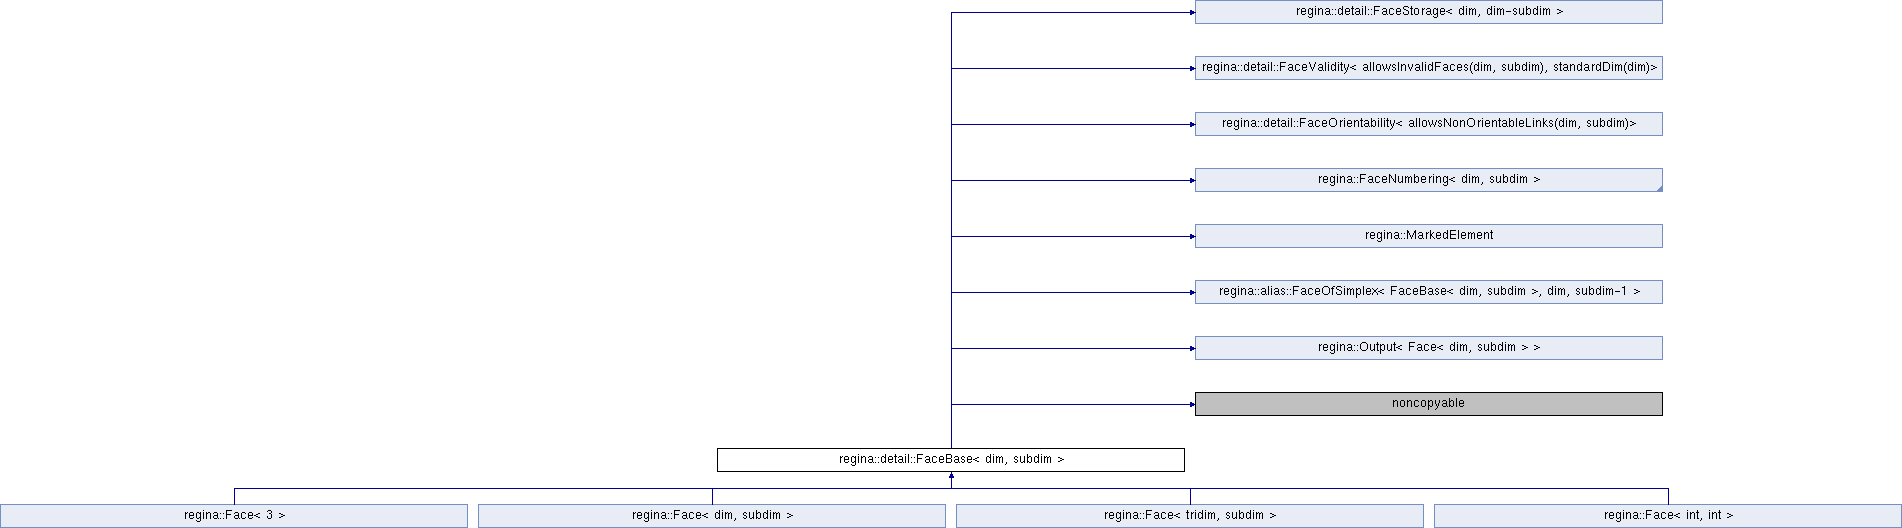 regina::detail::FaceStorage< dim, dim-subdim >
regina::detail::FaceValidity< allowsInvalidFaces(dim, subdim), standardDim(dim)>
regina::detail::FaceOrientability< allowsNonOrientableLinks(dim, subdim)>
regina::FaceNumbering< dim, subdim >
regina::MarkedElement
regina::alias::FaceOfSimplex< FaceBase< dim, subdim >, dim, subdim-1 >
regina::Output< Face< dim, subdim > >
noncopyable
regina::detail::FaceBase< dim, subdim >
regina::Face< 3 >
regina::Face< dim, subdim >
regina::Face< tridim, subdim >
regina::Face< int, int >